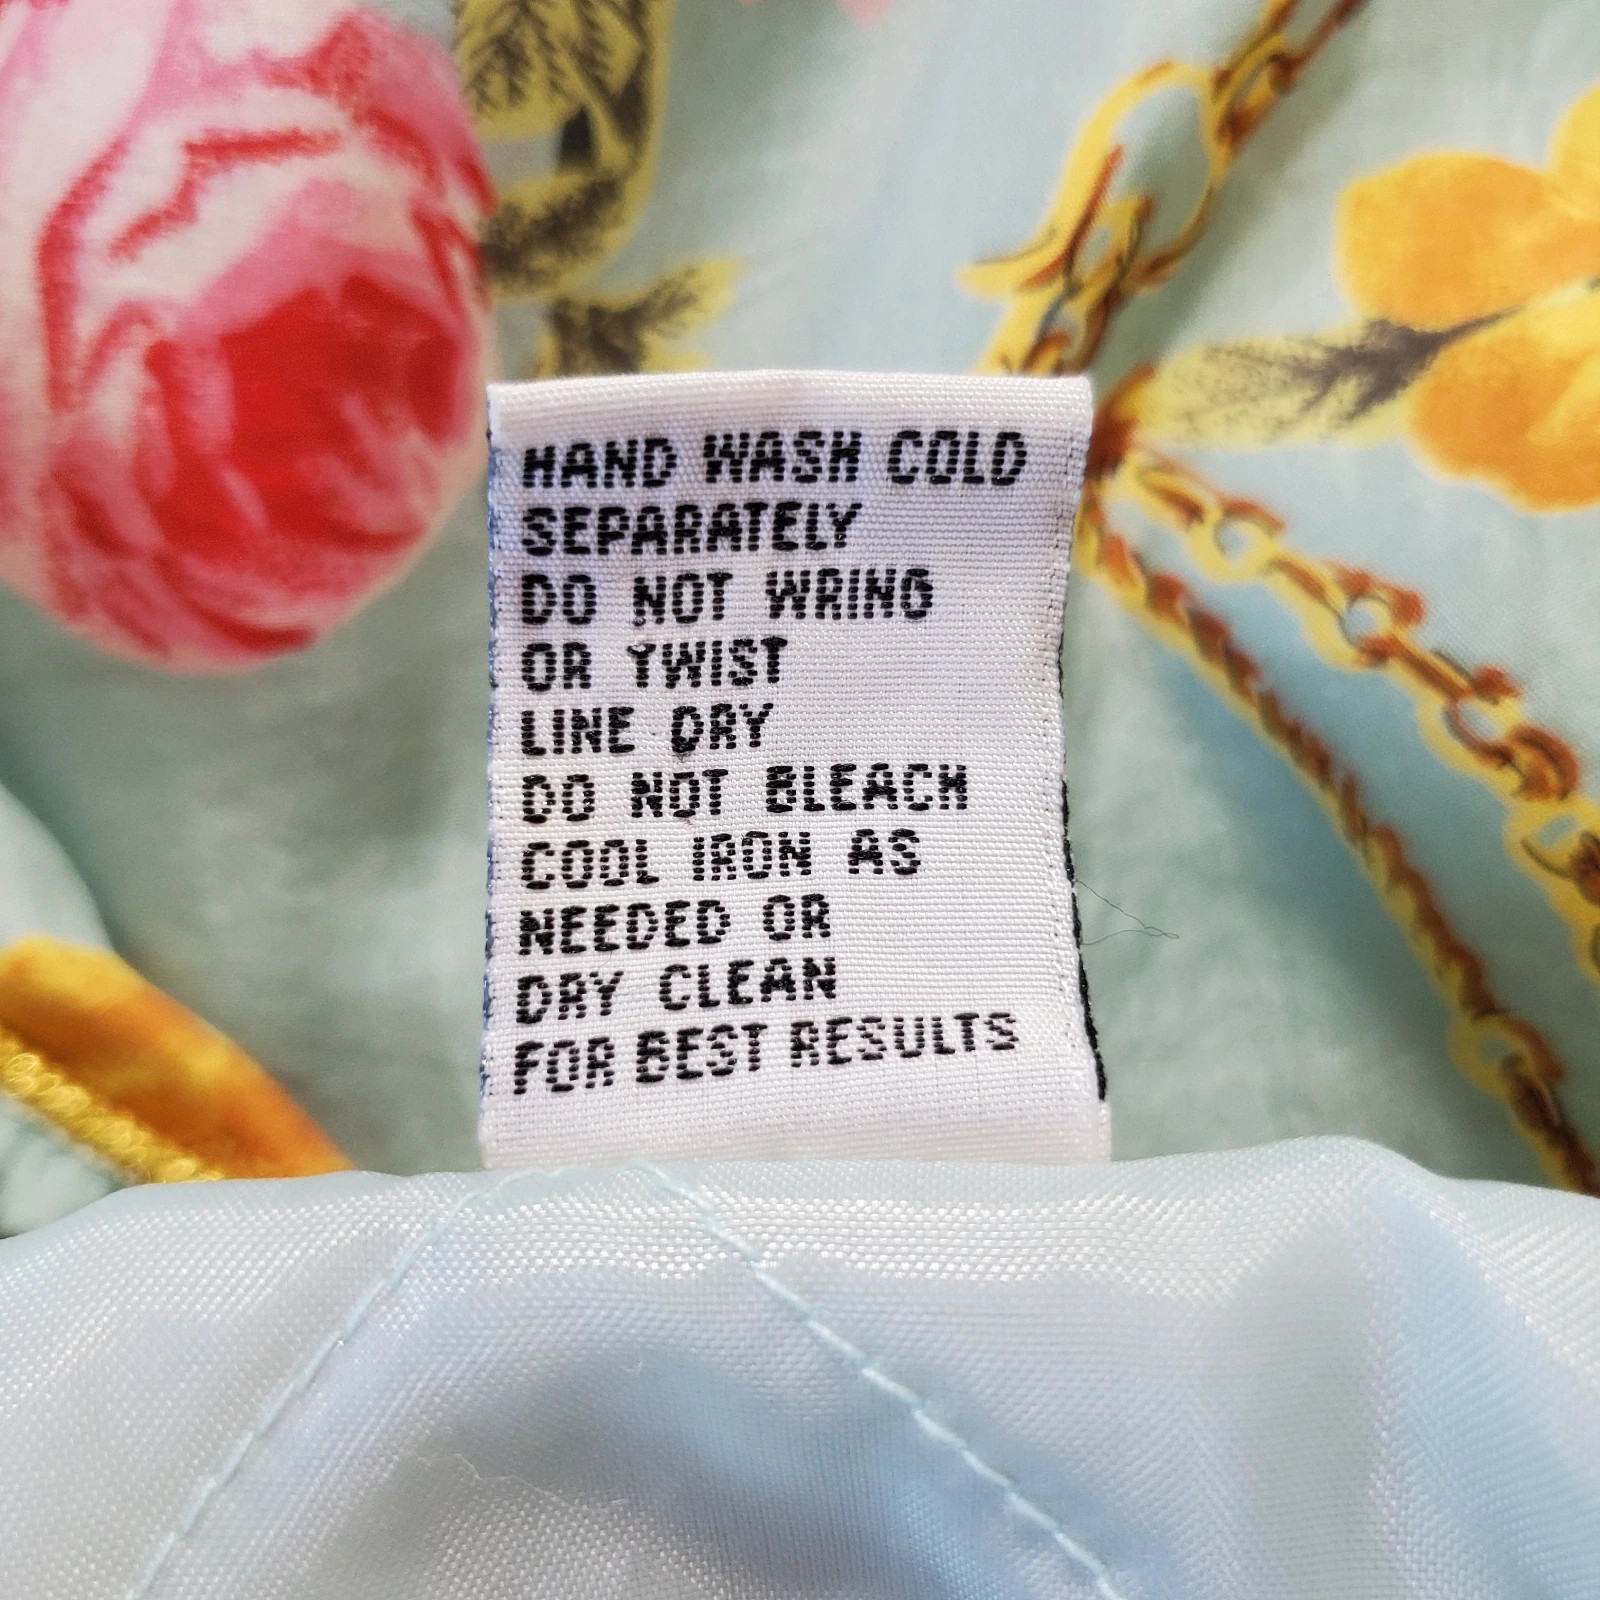 HAND WASH COLD
SEPARATELY
DO NOT WRING
OR TWIST
LINE DRY
DO NOT BLEACH
COOL IRON AS
NEEDED OR
DRY CLEAN
FOR BEST RESULTS